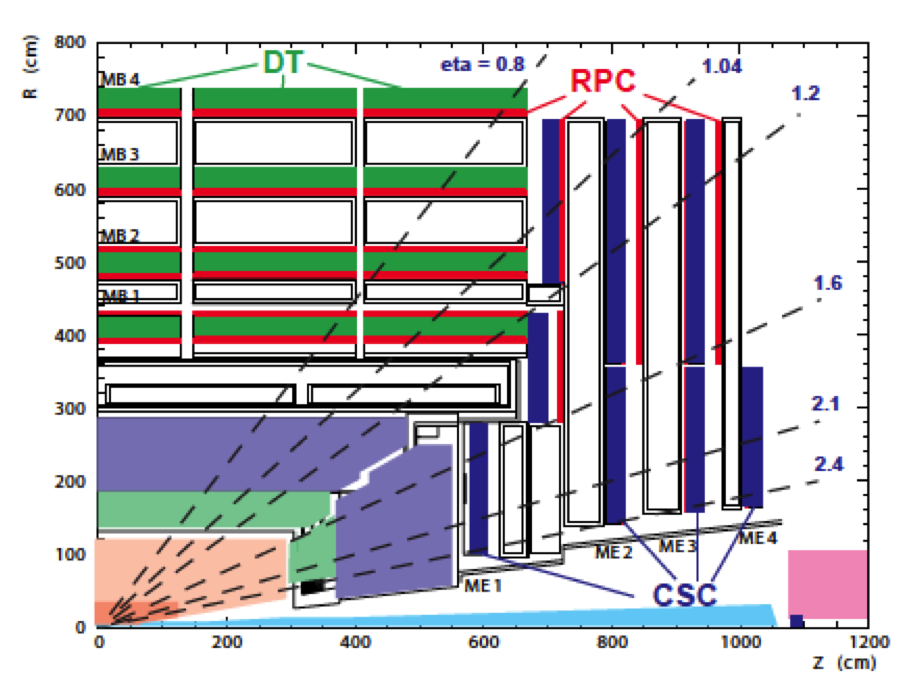 R (cm)
800
700
600
500
400
300
200
100
0
MB 4
MB 3
MB 2
MB 1
DT
eta = 0.8
RPC
1.04
1.2
1.6
2.1
2.4
ME 1
ME 2
ME 3
ME 4
CSC
0
200
400
600
800
1000
1200
Z (cm)